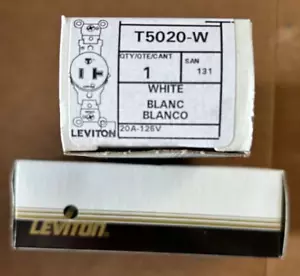 T5020-W
QTY/QTE/CANT
SAN
1
131
WHITE
BLANC
BLANCO
LEVITON
20A-125V
LEVITON